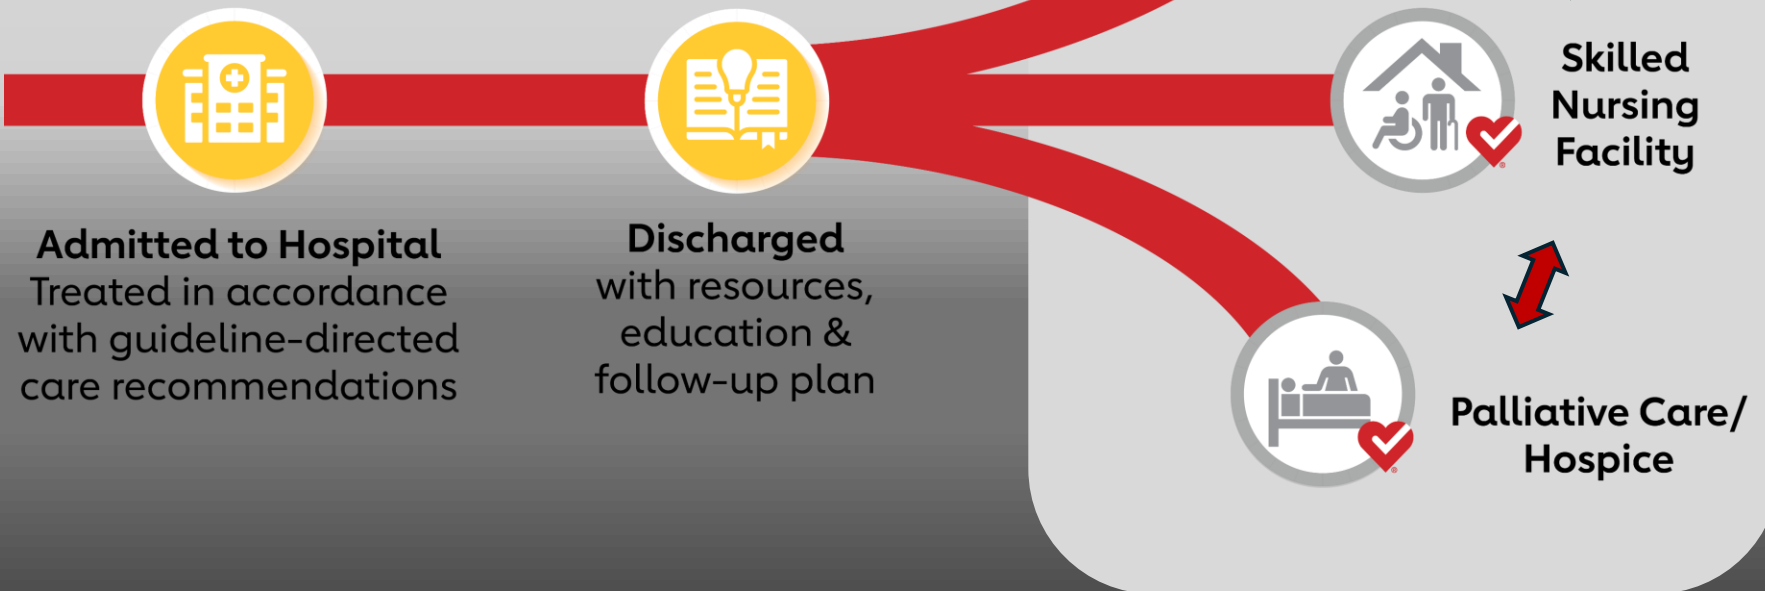 Admitted to Hospital
Treated in accordance
with guideline-directed
care recommendations
Discharged
with resources,
education &
follow-up plan
Skilled
Nursing
Facility
Palliative Care/
Hospice